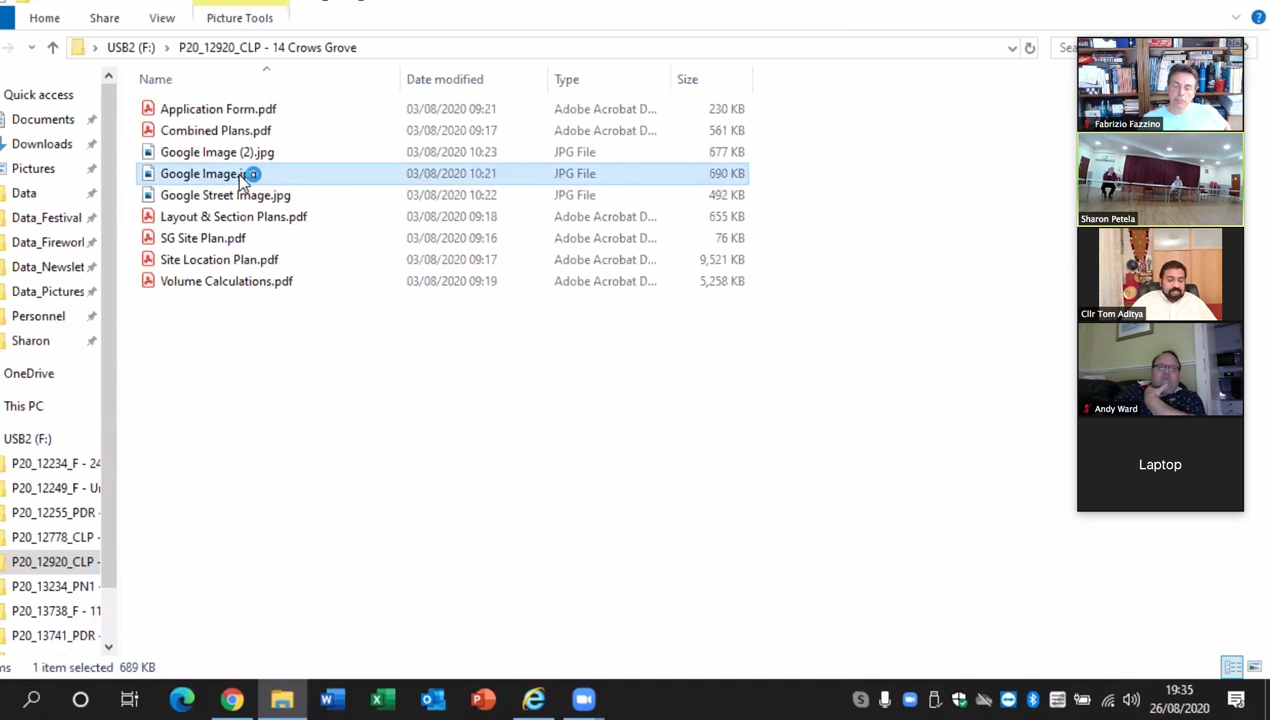 Home Share View Picture Tools
USB2 (F:) P20_12920_CLP - 14 Crows Grove
Name Date modified Type Size
Quick access
Documents
Downloads
Pictures
Data
Data_Festival
Data_Firewor
Data_Newslet
Data_Pictures
Personnel
Sharon
OneDrive
This PC
USB2 (F:)
P20_12234_F - 24
P20_12249_F - Ur
P20_12255_PDR -
P20_12778_CLP -
P20_12920_CLP -
P20_13234_PN1 -
P20_13738_F - 11
P20_13741_PDR -
Application Form.pdf 03/08/2020 09:21 Adobe Acrobat D... 230 KB
Combined Plans.pdf 03/08/2020 09:17 Adobe Acrobat D... 561 KB
Google Image (2).jpg 03/08/2020 10:23 JPG File 677 KB
Google Image.jpg 03/08/2020 10:21 JPG File 690 KB
Google Street Image.jpg 03/08/2020 10:22 JPG File 492 KB
Layout & Section Plans.pdf 03/08/2020 09:18 Adobe Acrobat D... 655 KB
SG Site Plan.pdf 03/08/2020 09:16 Adobe Acrobat D... 76 KB
Site Location Plan.pdf 03/08/2020 09:17 Adobe Acrobat D... 9,521 KB
Volume Calculations.pdf 03/08/2020 09:19 Adobe Acrobat D... 5,258 KB
Fabrizio Fazzino
Sharon Petela
Cllr Tom Aditya
Andy Ward
Laptop
1 item selected 689 KB
19:35
26/08/2020